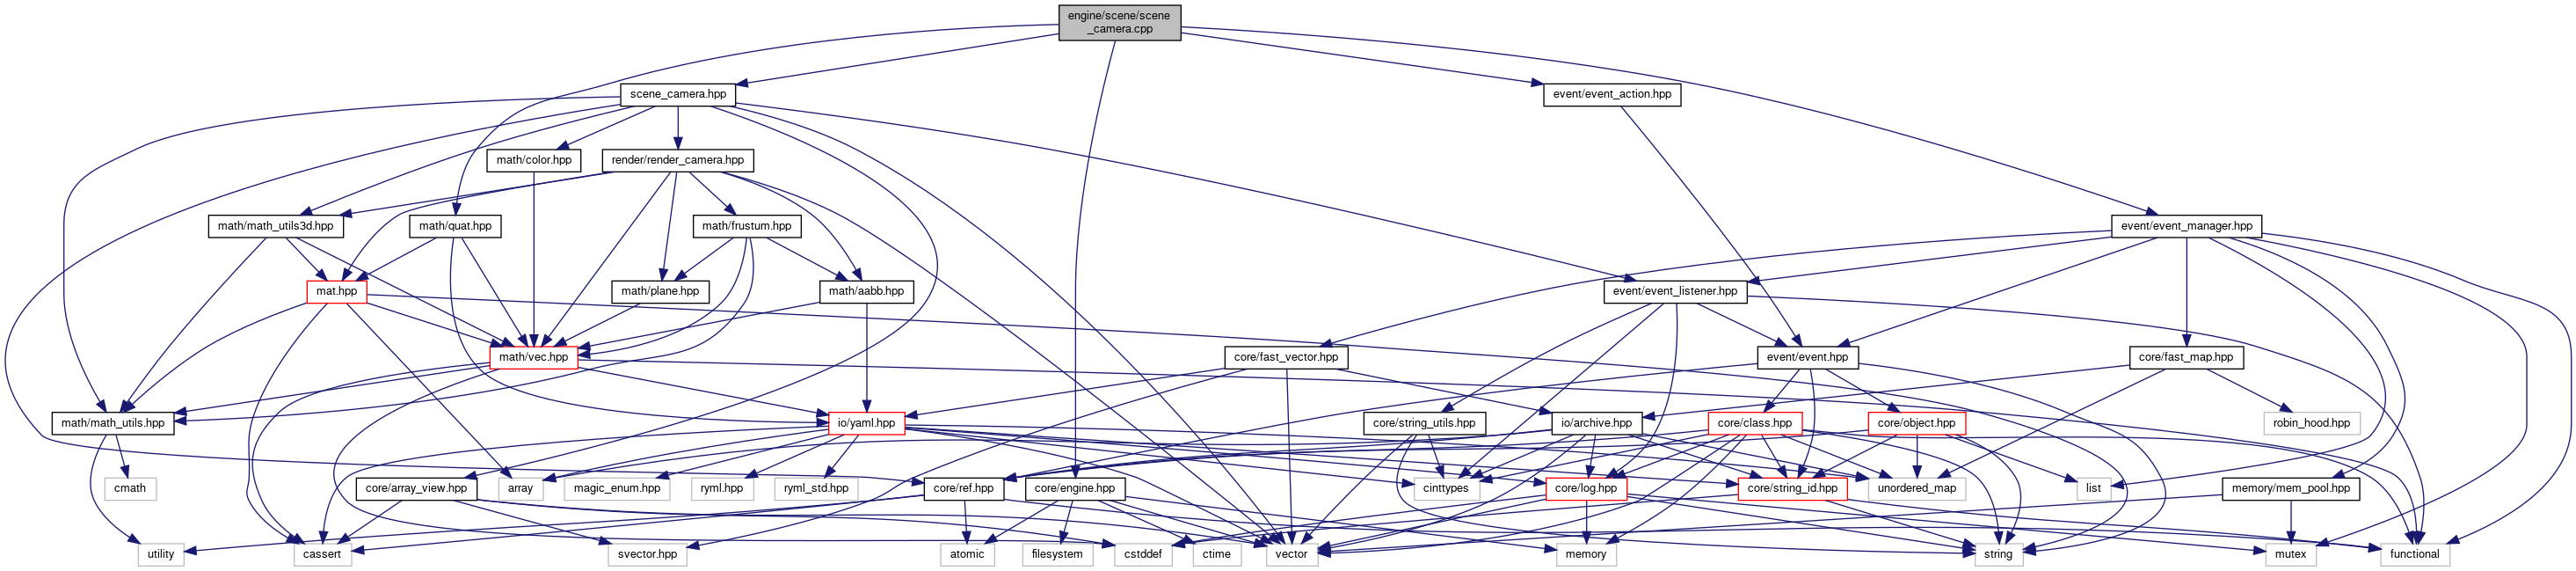 engine/scene/scene
_camera.cpp
scene_camera.hpp
event/event_action.hpp
math/color.hpp
render/render_camera.hpp
math/math_utils3d.hpp
math/quat.hpp
math/frustum.hpp
event/event_manager.hpp
mat.hpp
math/plane.hpp
math/aabb.hpp
event/event_listener.hpp
math/vec.hpp
core/fast_vector.hpp
event/event.hpp
core/fast_map.hpp
math/math_utils.hpp
io/yaml.hpp
core/string_utils.hpp
io/archive.hpp
core/class.hpp
core/object.hpp
robin_hood.hpp
cmath
core/array_view.hpp
array
magic_enum.hpp
ryml.hpp
ryml_std.hpp
core/ref.hpp
core/engine.hpp
cinttypes
core/log.hpp
core/string_id.hpp
unordered_map
list
memory/mem_pool.hpp
utility
cassert
svector.hpp
cstddef
atomic
filesystem
ctime
vector
memory
string
mutex
functional